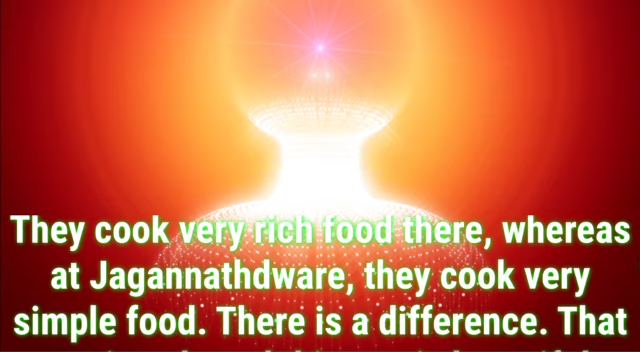 They cook very rich food there, whereas
at Jagannathdware, they cook very
simple food. There is a difference. That